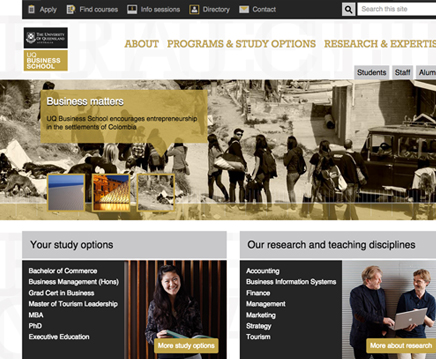 Apply
Find courses
Info sessions
Directory
Contact
Search this site
THE UNIVERSITY
OF QUEENSLAND
AUSTRALIA
UQ
BUSINESS
SCHOOL
ABOUT PROGRAMS & STUDY OPTIONS RESEARCH & EXPERTIS
Students Staff Alum
Business matters
UQ Business School encourages entrepreneurship
in the settlements of Colombia
Your study options
Bachelor of Commerce
Business Management (Hons)
Grad Cert in Business
Master of Tourism Leadership
MBA
PhD
Executive Education
More study options
Our research and teaching disciplines
Accounting
Business Information Systems
Finance
Management
Marketing
Strategy
Tourism
More about research